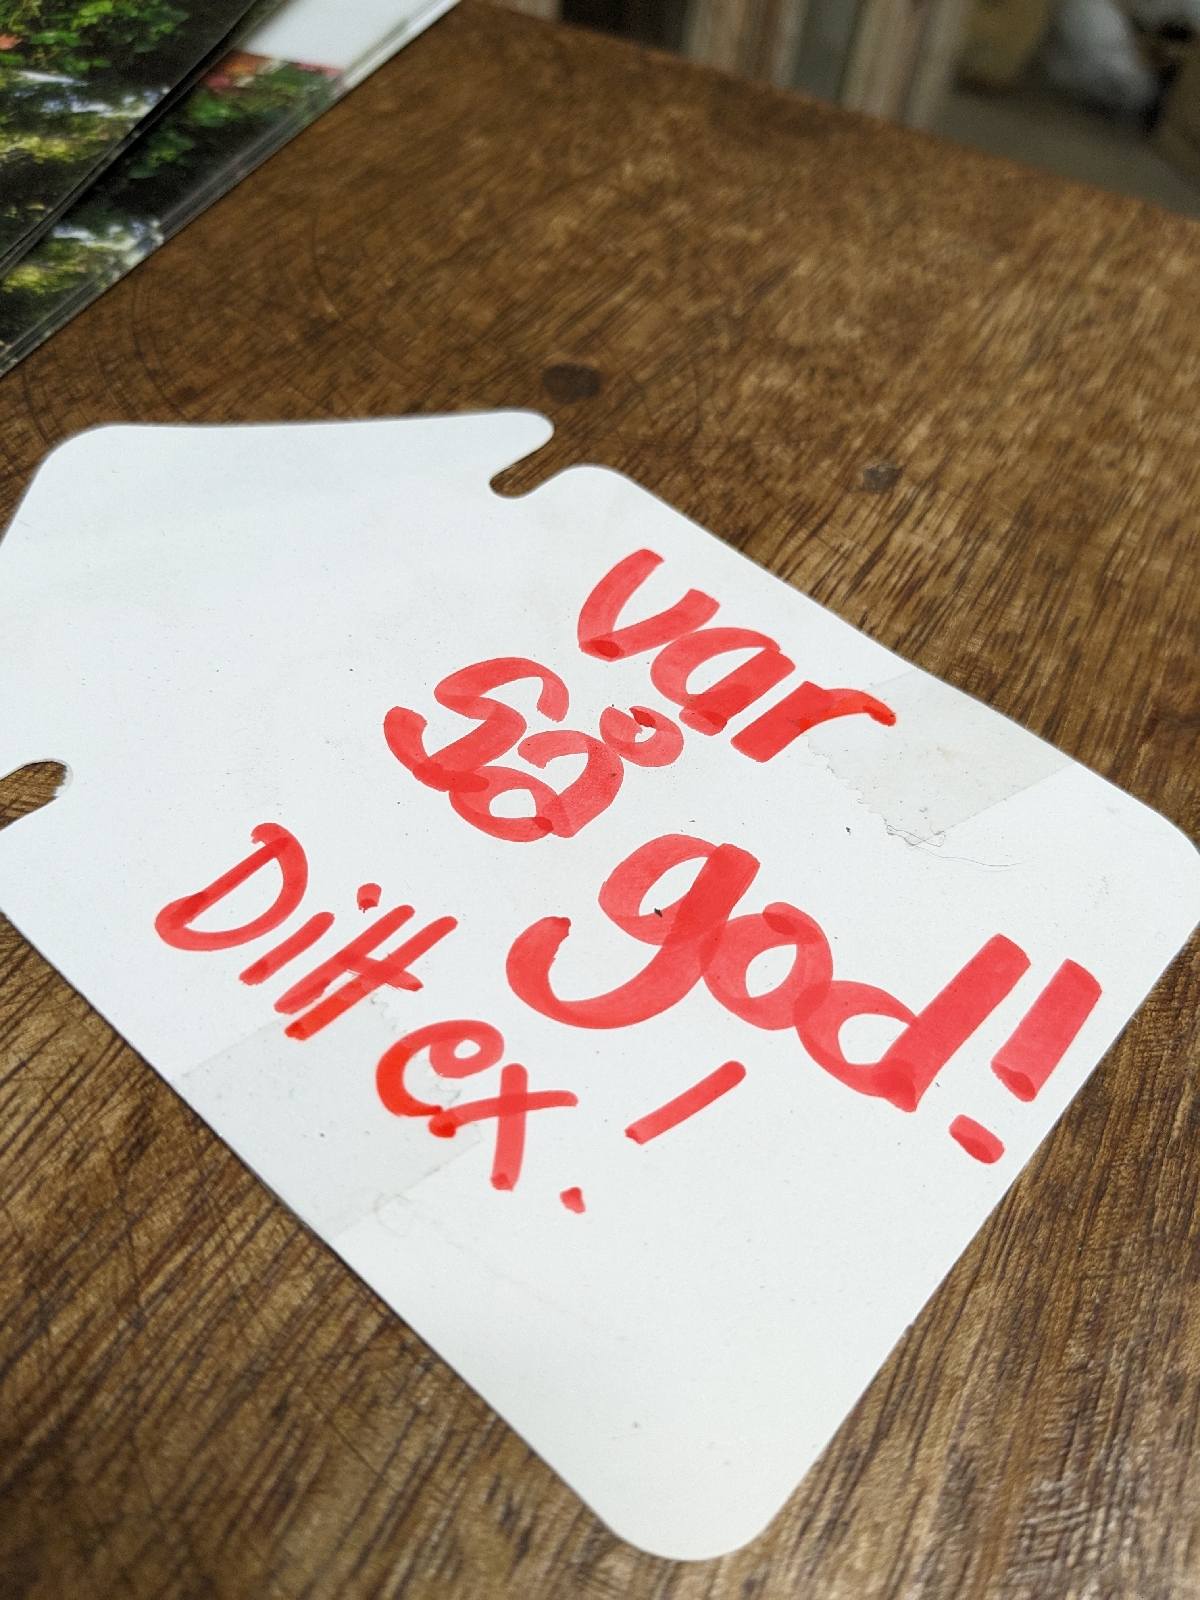 var
så god!
Ditt ex!